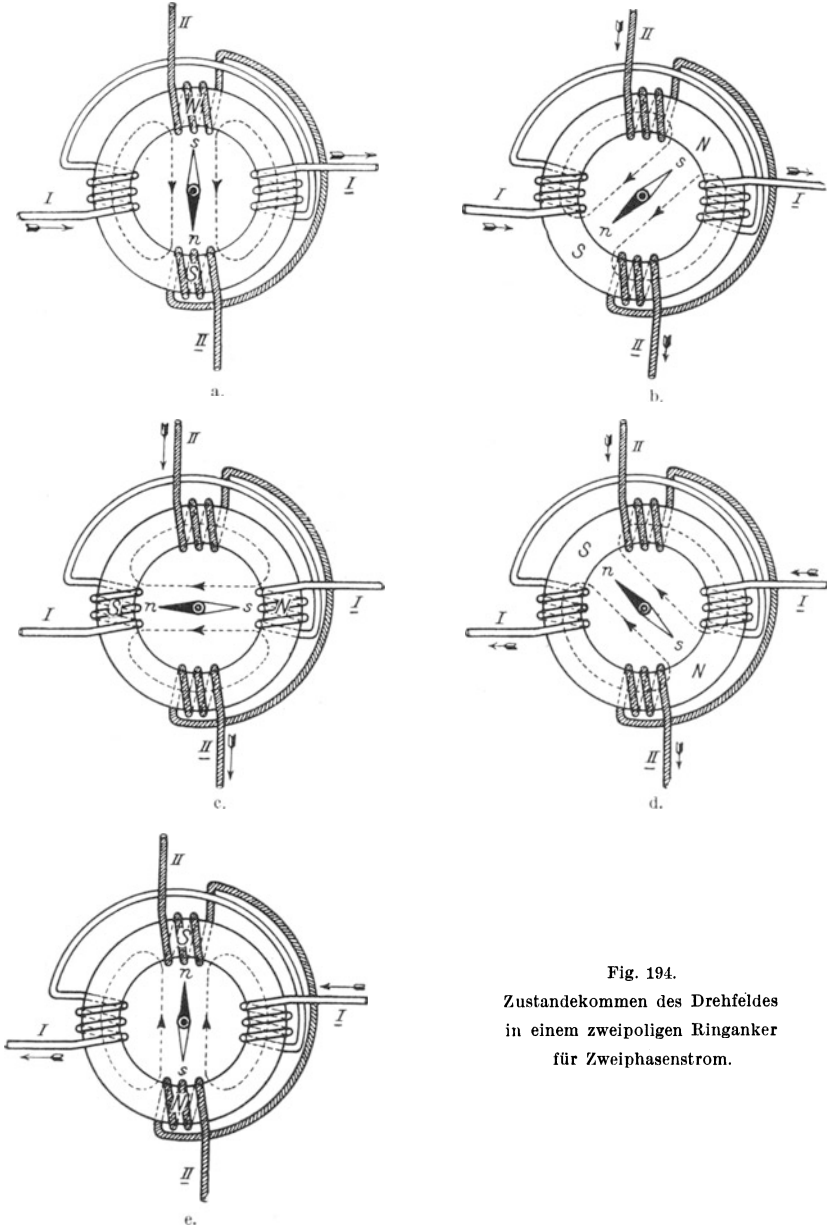 II
N
s
I
I
n
S
II
a.
II
N
s
I
I
n
S
II
b.
II
I
S
n
s
N
I
II
c.
II
S
n
I
I
s
N
II
d.
II
S
n
I
I
s
N
II
e.
Fig. 194.
Zustandekommen des Drehfeldes
in einem zweipoligen Ringanker
für Zweiphasenstrom.